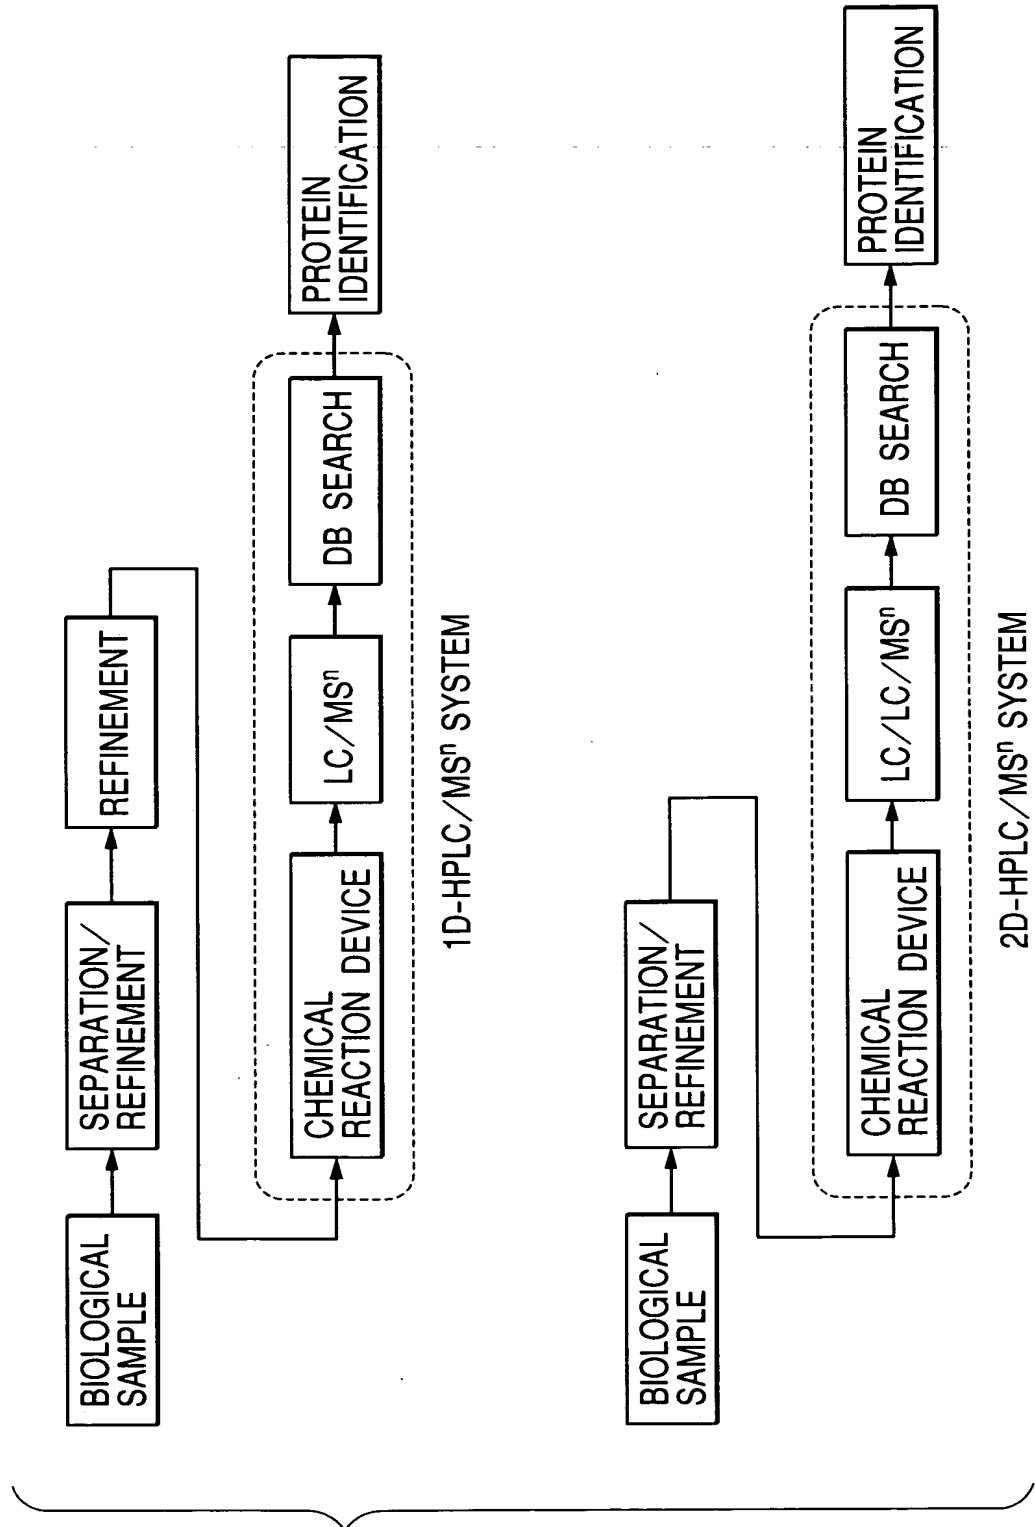 BIOLOGICAL
SAMPLE
SEPARATION/
REFINEMENT
REFINEMENT
CHEMICAL
REACTION DEVICE
LC/MSⁿ
DB SEARCH
PROTEIN
IDENTIFICATION
1D-HPLC/MSⁿ SYSTEM
BIOLOGICAL
SAMPLE
SEPARATION/
REFINEMENT
CHEMICAL
REACTION DEVICE
LC/LC/MSⁿ
DB SEARCH
PROTEIN
IDENTIFICATION
2D-HPLC/MSⁿ SYSTEM